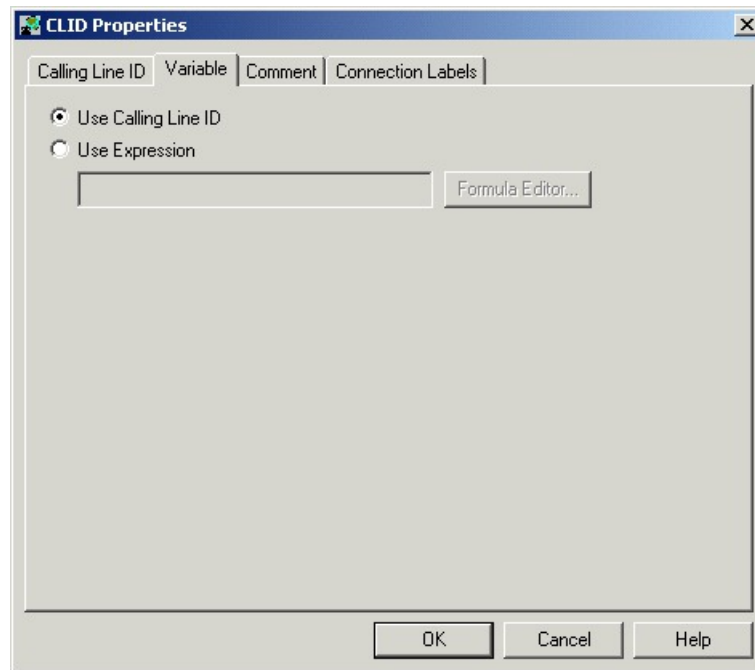 CLID Properties
Calling Line ID Variable Comment Connection Labels
Use Calling Line ID
Use Expression
Formula Editor...
OK Cancel Help